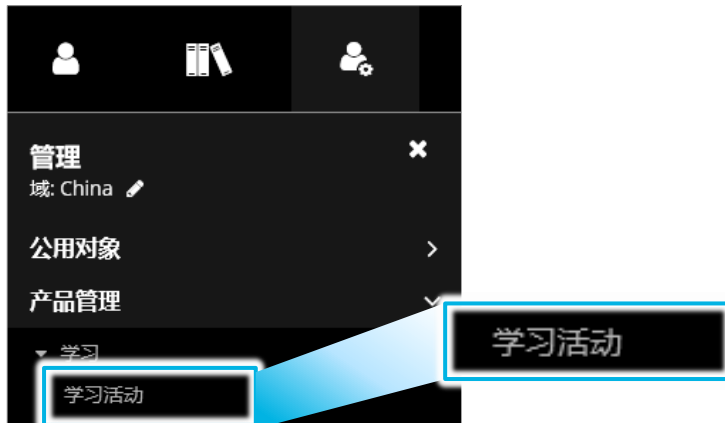 管理
域: China
公用对象
产品管理
学习
学习活动
学习活动